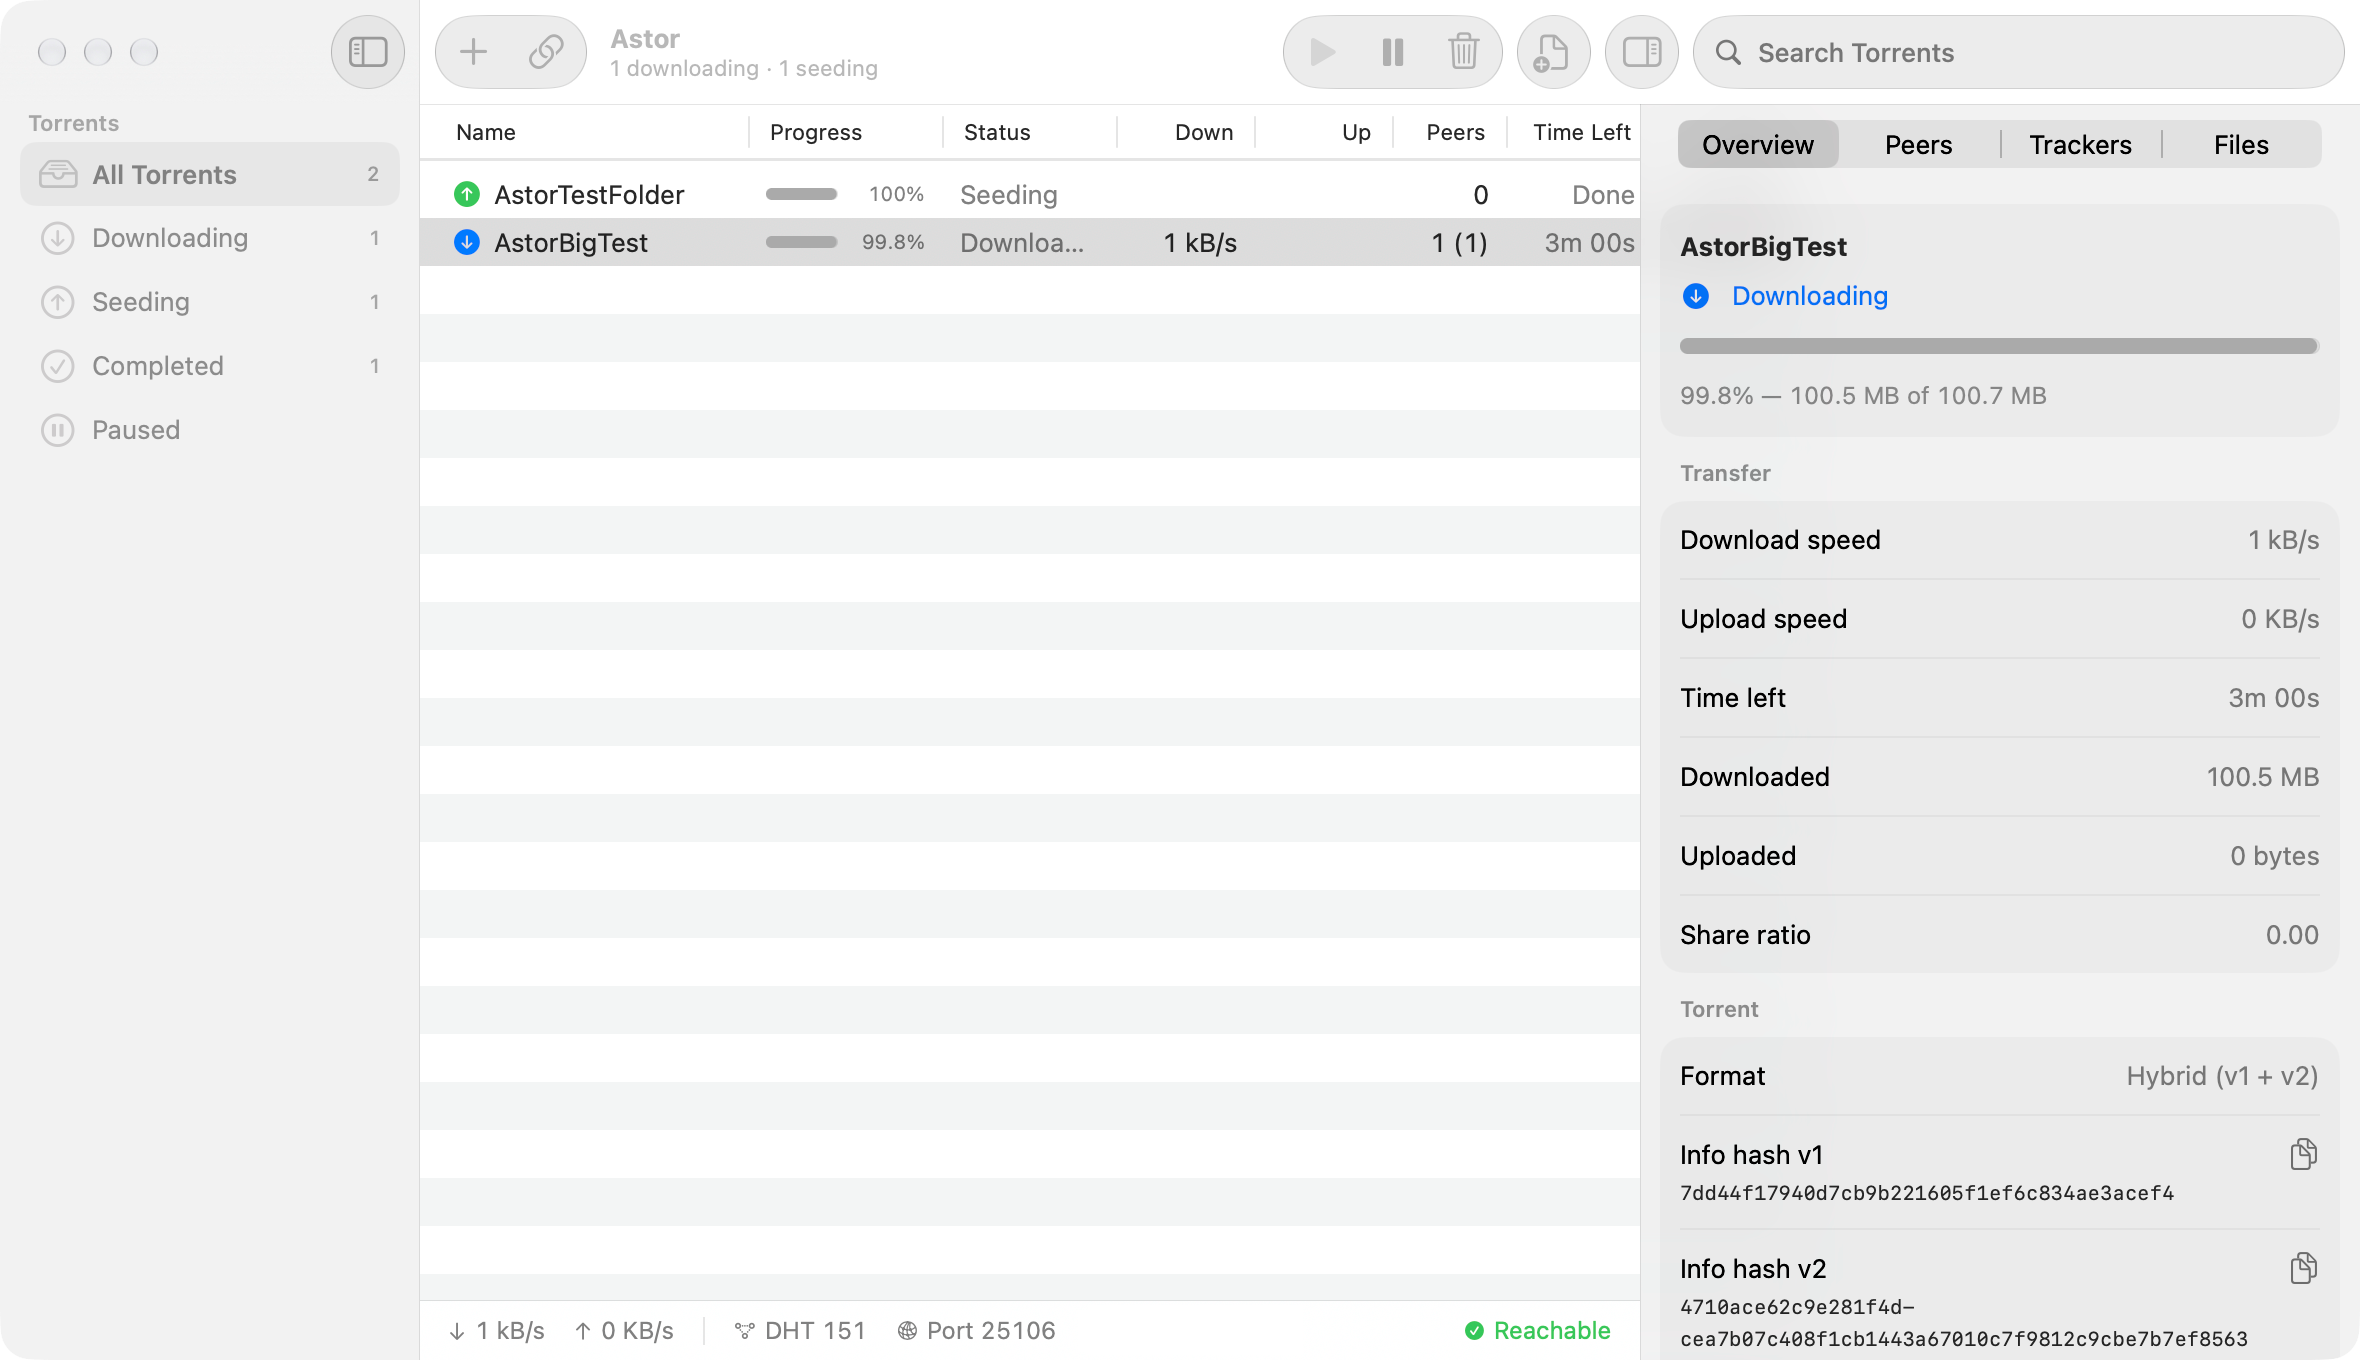 Torrents
All Torrents 2
Downloading 1
Seeding 1
Completed 1
Paused
Astor
1 downloading · 1 seeding
Search Torrents
Name Progress Status Down Up Peers Time Left
AstorTestFolder 100% Seeding 0 Done
AstorBigTest 99.8% Downloa... 1 kB/s 1 (1) 3m 00s
Overview Peers Trackers Files
AstorBigTest
Downloading
99.8% — 100.5 MB of 100.7 MB
Transfer
Download speed 1 kB/s
Upload speed 0 KB/s
Time left 3m 00s
Downloaded 100.5 MB
Uploaded 0 bytes
Share ratio 0.00
Torrent
Format Hybrid (v1 + v2)
Info hash v1
7dd44f17940d7cb9b221605f1ef6c834ae3acef4
Info hash v2
4710ace62c9e281f4d-
cea7b07c408f1cb1443a67010c7f9812c9cbe7b7ef8563
↓ 1 kB/s ↑ 0 KB/s DHT 151 Port 25106 Reachable